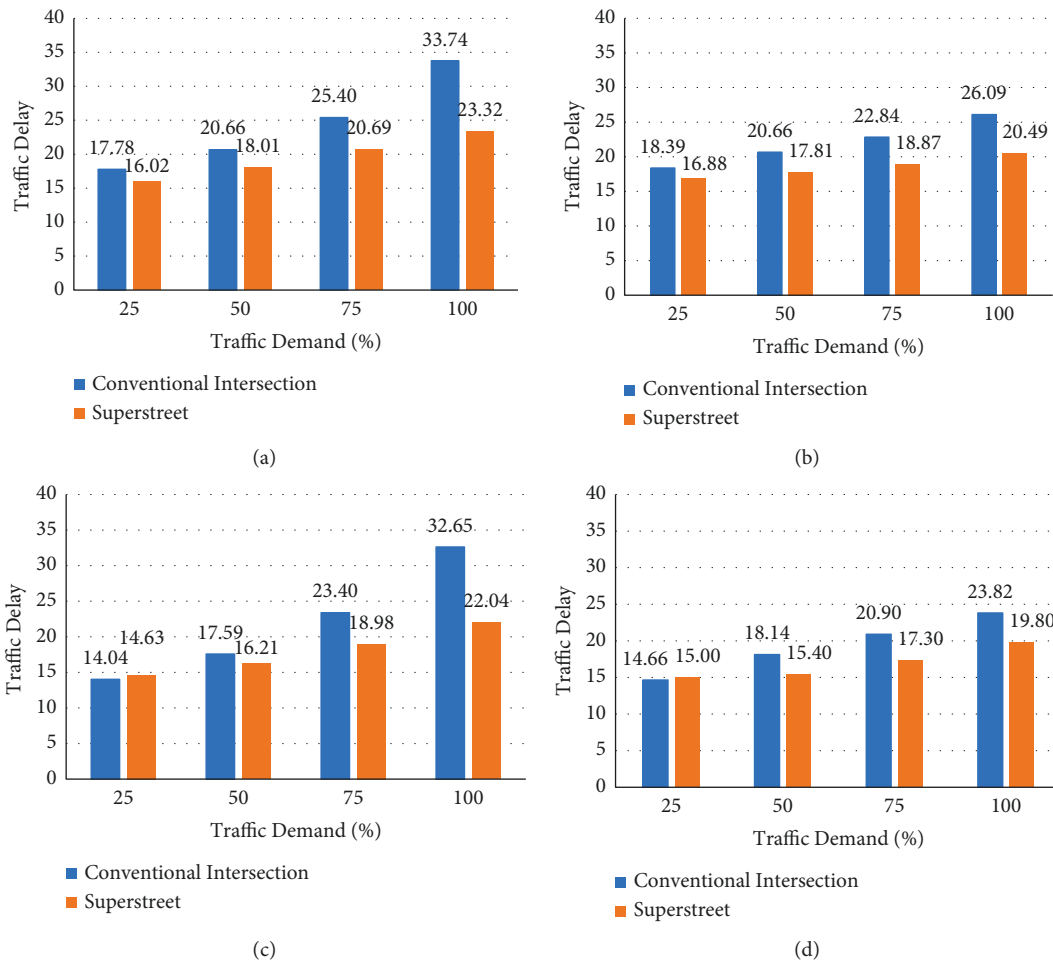 40
35
30
25
20
15
10
5
0
Traffic Delay
17.78
16.02
20.66
18.01
25.40
20.69
33.74
23.32
25 50 75 100
Traffic Demand (%)
Conventional Intersection
Superstreet
(a)
40
35
30
25
20
15
10
5
0
Traffic Delay
18.39
16.88
20.66
17.81
22.84
18.87
26.09
20.49
25 50 75 100
Traffic Demand (%)
Conventional Intersection
Superstreet
(b)
40
35
30
25
20
15
10
5
0
Traffic Delay
14.04
14.63
17.59
16.21
23.40
18.98
32.65
22.04
25 50 75 100
Traffic Demand (%)
Conventional Intersection
Superstreet
(c)
40
35
30
25
20
15
10
5
0
Traffic Delay
14.66
15.00
18.14
15.40
20.90
17.30
23.82
19.80
25 50 75 100
Traffic Demand (%)
Conventional Intersection
Superstreet
(d)